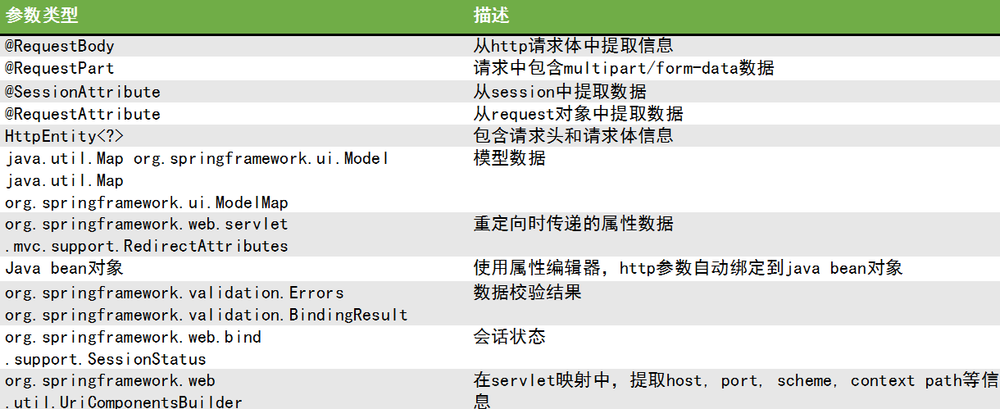 参数类型 描述
@RequestBody 从http请求体中提取信息
@RequestPart 请求中包含multipart/form-data数据
@SessionAttribute 从session中提取数据
@RequestAttribute 从request对象中提取数据
HttpEntity<?> 包含请求头和请求体信息
java.util.Map org.springframework.ui.Model 模型数据
java.util.Map
org.springframework.ui.ModelMap
org.springframework.web.servlet 重定向时传递的属性数据
.mvc.support.RedirectAttributes
Java bean对象 使用属性编辑器，http参数自动绑定到java bean对象
org.springframework.validation.Errors 数据校验结果
org.springframework.validation.BindingResult
org.springframework.web.bind 会话状态
.support.SessionStatus
org.springframework.web 在servlet映射中，提取host, port, scheme, context path等信
.util.UriComponentsBuilder 息